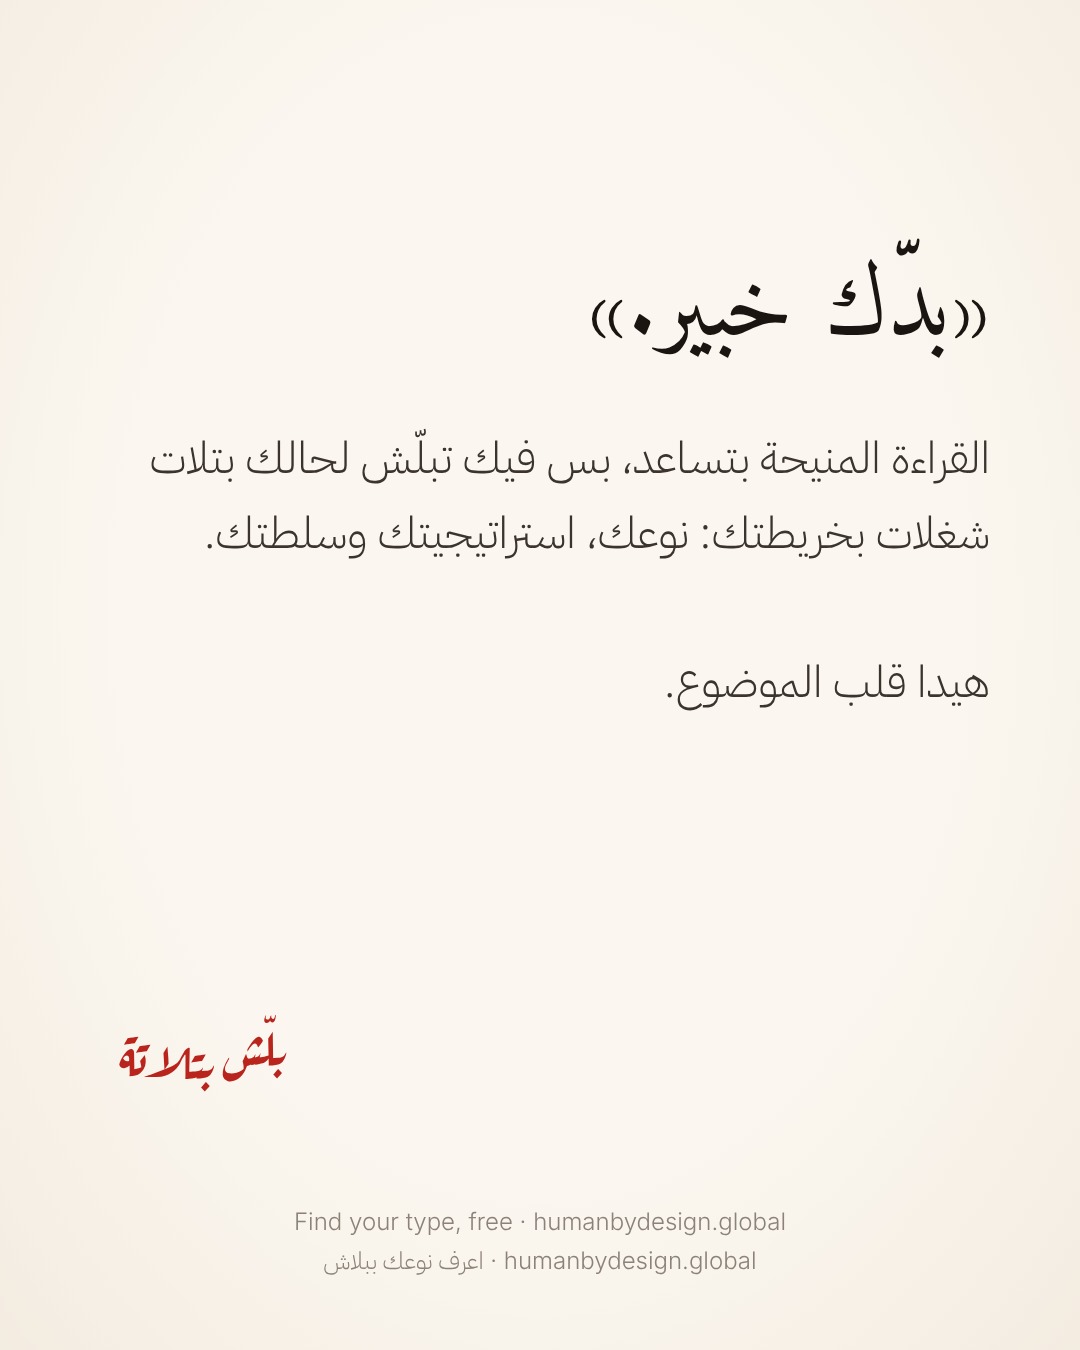 «بدّك خبير.»
القراءة المنيحة بتساعد، بس فيك تبلّش لحالك بتلات
شغلات بخريطتك: نوعك، استراتيجيتك وسلطتك.
هيدا قلب الموضوع.
بلّش بتلاتة
Find your type, free · humanbydesign.global
اعرف نوعك ببلاش · humanbydesign.global